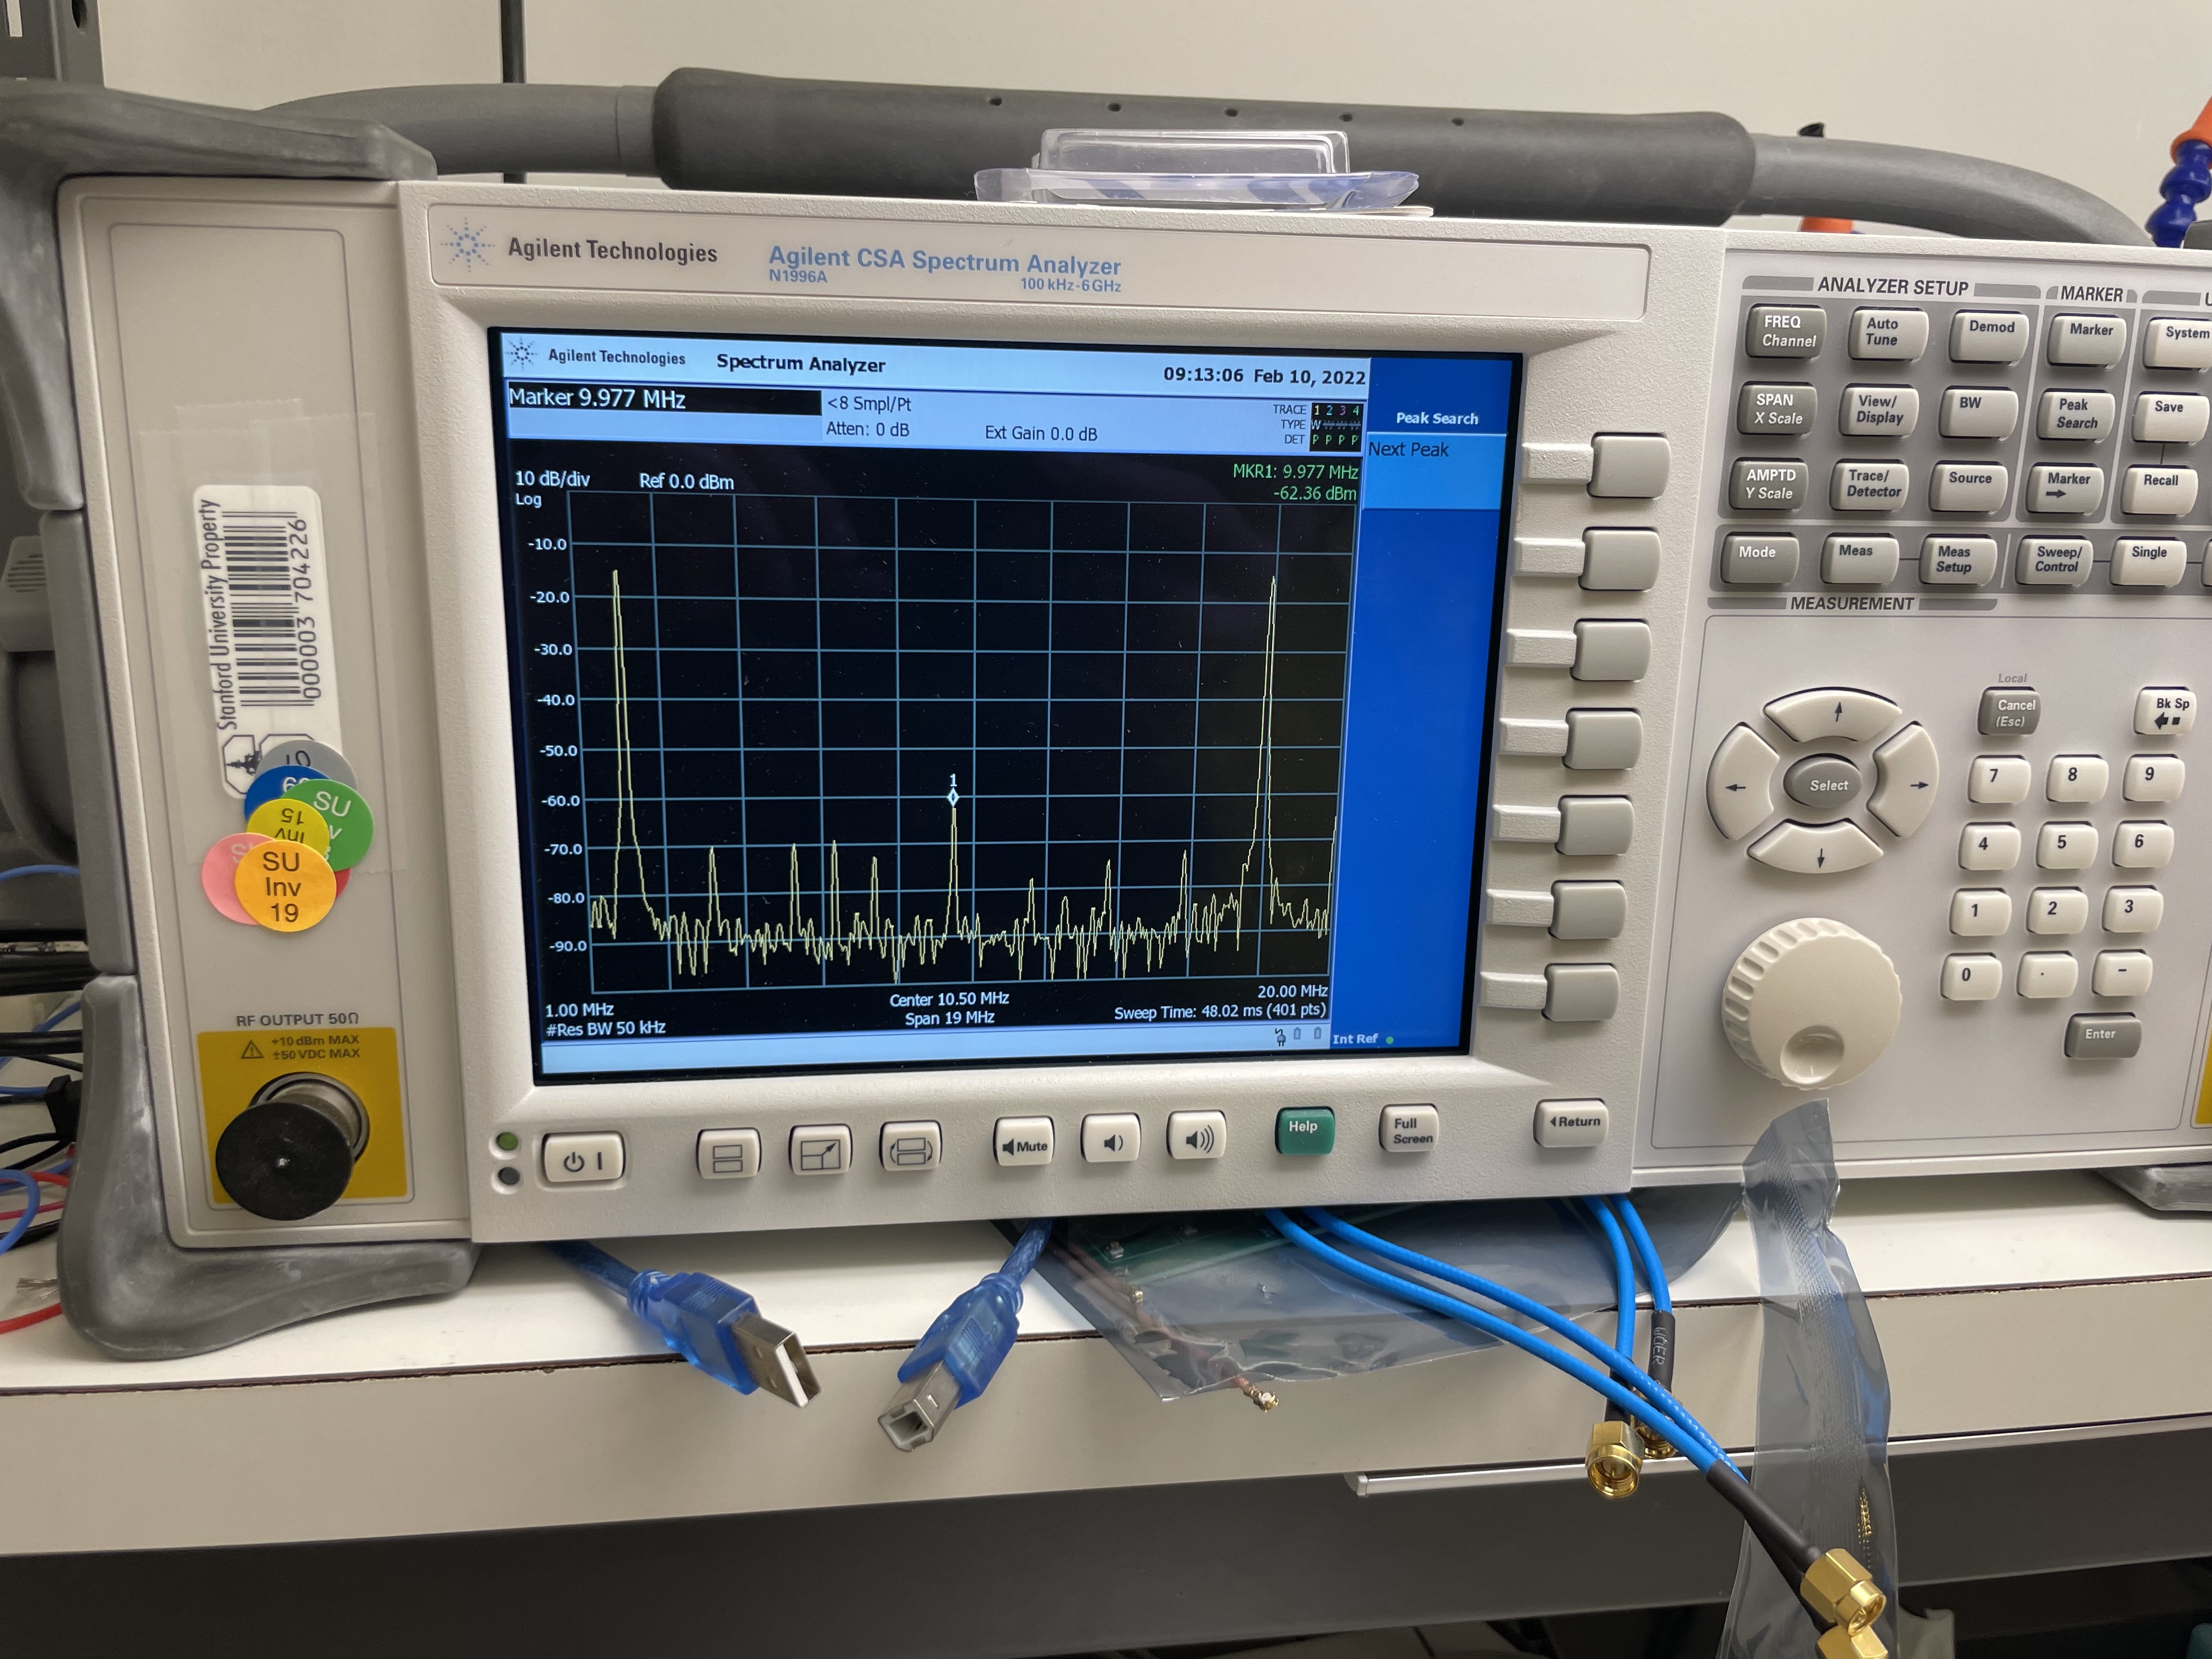 Agilent Technologies
Agilent CSA Spectrum Analyzer
N1996A
100 kHz-6GHz
Agilent Technologies
Spectrum Analyzer
09:13:06 Feb 10, 2022
Marker 9.977 MHz
<8 Smpl/Pt
Atten: 0 dB
Ext Gain 0.0 dB
TRACE 1 2 3 4
TYPE W
DET P P P P
Peak Search
Next Peak
10 dB/div
Ref 0.0 dBm
Log
MKR1: 9.977 MHz
-62.36 dBm
-10.0
-20.0
-30.0
-40.0
-50.0
-60.0
-70.0
-80.0
-90.0
1
1.00 MHz
Center 10.50 MHz
20.00 MHz
#Res BW 50 kHz
Span 19 MHz
Sweep Time: 48.02 ms (401 pts)
Int Ref
Stanford University Property
000003 704226
SU
15
Inv
SU
Inv
19
RF OUTPUT 50Ω
+10 dBm MAX
±50 VDC MAX
Mute
Help
Full
Screen
Return
ANALYZER SETUP
MARKER
FREQ
Channel
Auto
Tune
Demod
Marker
System
SPAN
X Scale
View/
Display
BW
Peak
Search
Save
AMPTD
Y Scale
Trace/
Detector
Source
Marker
Recall
Mode
Meas
Meas
Setup
Sweep/
Control
Single
MEASUREMENT
Local
Cancel
(Esc)
Bk Sp
Select
7
8
9
4
5
6
1
2
3
0
.
-
Enter